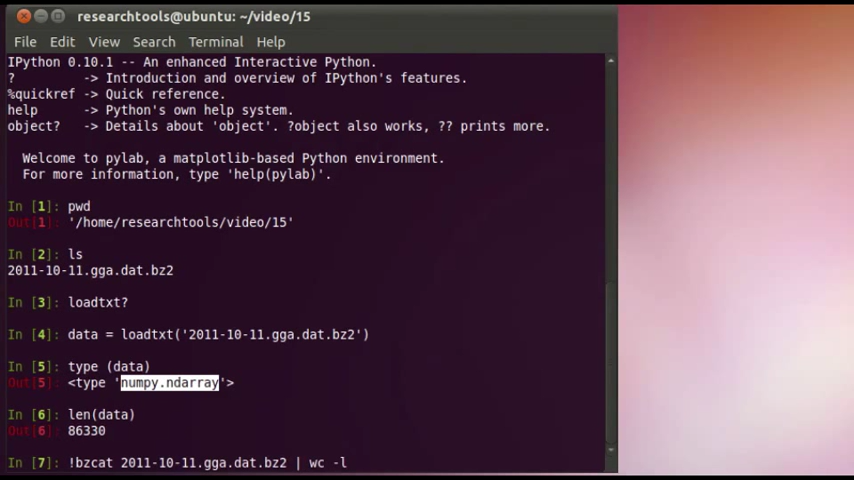 researchtools@ubuntu: ~/video/15
File Edit View Search Terminal Help
IPython 0.10.1 -- An enhanced Interactive Python.
? -> Introduction and overview of IPython's features.
%quickref -> Quick reference.
help -> Python's own help system.
object? -> Details about 'object'. ?object also works, ?? prints more.
Welcome to pylab, a matplotlib-based Python environment.
For more information, type 'help(pylab)'.
In [1]: pwd
Out[1]: '/home/researchtools/video/15'
In [2]: ls
2011-10-11.gga.dat.bz2
In [3]: loadtxt?
In [4]: data = loadtxt('2011-10-11.gga.dat.bz2')
In [5]: type (data)
Out[5]: <type 'numpy.ndarray'>
In [6]: len(data)
Out[6]: 86330
In [7]: !bzcat 2011-10-11.gga.dat.bz2 | wc -l